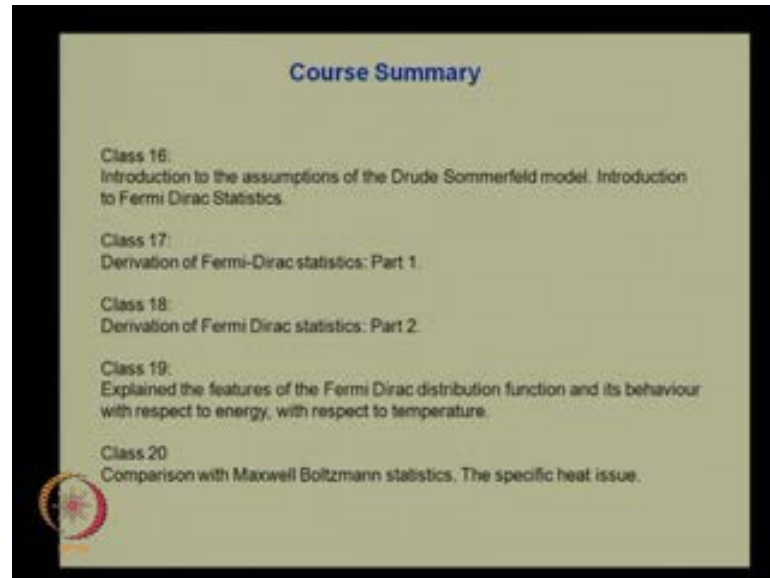 Course Summary
Class 16:
Introduction to the assumptions of the Drude Sommerfeld model. Introduction
to Fermi Dirac Statistics.
Class 17:
Derivation of Fermi-Dirac statistics: Part 1.
Class 18:
Derivation of Fermi Dirac statistics: Part 2.
Class 19:
Explained the features of the Fermi Dirac distribution function and its behaviour
with respect to energy, with respect to temperature.
Class 20
Comparison with Maxwell Boltzmann statistics. The specific heat issue.